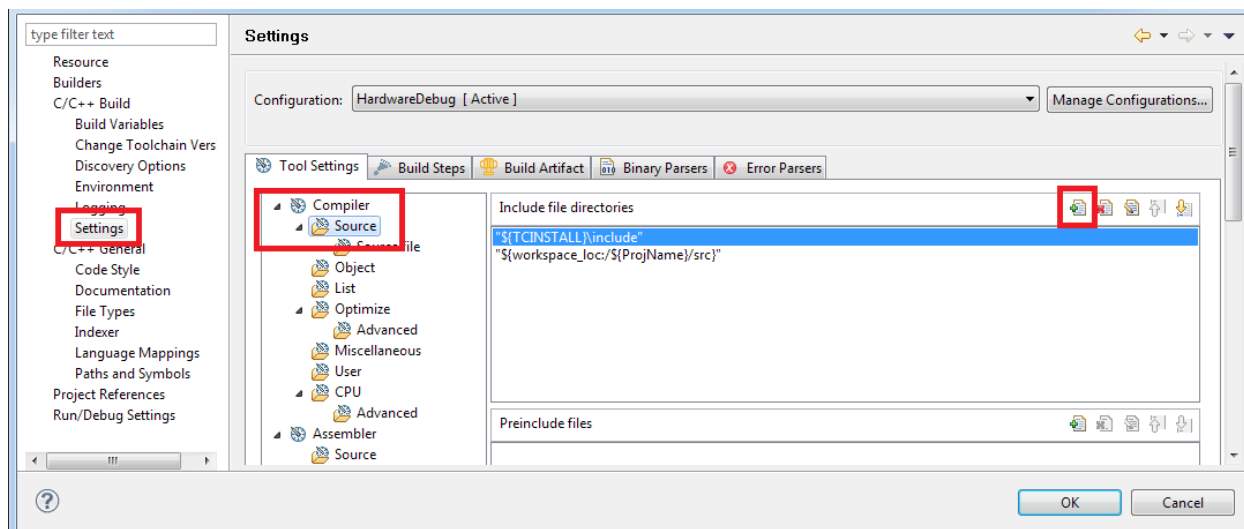 type filter text
Resource
Builders
C/C++ Build
Build Variables
Change Toolchain Vers
Discovery Options
Environment
Logging
Settings
C/C++ General
Code Style
Documentation
File Types
Indexer
Language Mappings
Paths and Symbols
Project References
Run/Debug Settings
Settings
Configuration: HardwareDebug [ Active ] Manage Configurations...
Tool Settings Build Steps Build Artifact Binary Parsers Error Parsers
Compiler
Source
Source file
Object
List
Optimize
Advanced
Miscellaneous
User
CPU
Advanced
Assembler
Source
Include file directories
"${TCINSTALL}\include"
"${workspace_loc:/${ProjName}/src}"
Preinclude files
OK Cancel